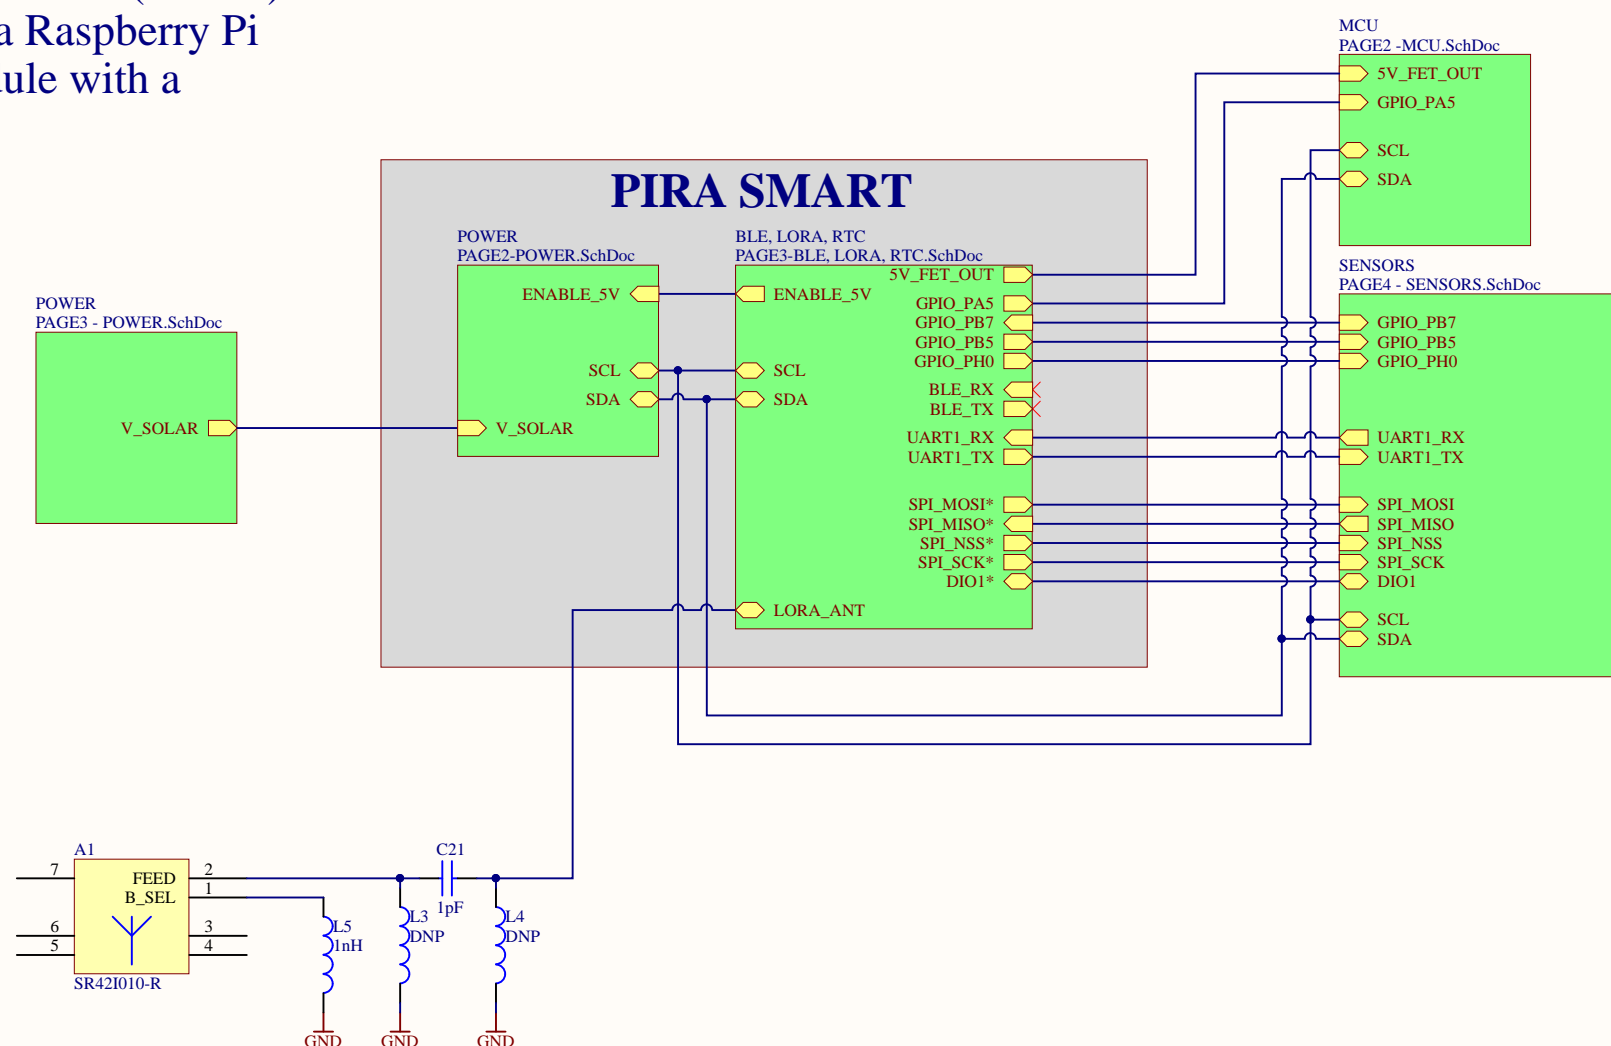 a Raspberry Pi
with a
MCU
PAGE2 -MCU.SchDoc
5V_FET_OUT
GPIO_PA5
SCL
SDA
PIRA SMART
POWER
PAGE2-POWER.SchDoc
ENABLE_5V
SCL
SDA
V_SOLAR
BLE, LORA, RTC
PAGE3-BLE, LORA, RTC.SchDoc
5V_FET_OUT
ENABLE_5V
GPIO_PA5
GPIO_PB7
GPIO_PB5
GPIO_PH0
SCL
BLE_RX
SDA
BLE_TX
UART1_RX
UART1_TX
SPI_MOSI*
SPI_MISO*
SPI_NSS*
SPI_SCK*
DIO1*
LORA_ANT
SENSORS
PAGE4 - SENSORS.SchDoc
GPIO_PB7
GPIO_PB5
GPIO_PH0
UART1_RX
UART1_TX
SPI_MOSI
SPI_MISO
SPI_NSS
SPI_SCK
DIO1
SCL
SDA
POWER
PAGE3 - POWER.SchDoc
V_SOLAR
A1
7
FEED
2
B_SEL
1
6
3
5
4
SR42I010-R
C21
1pF
L5
1nH
L3
DNP
L4
DNP
GND
GND
GND